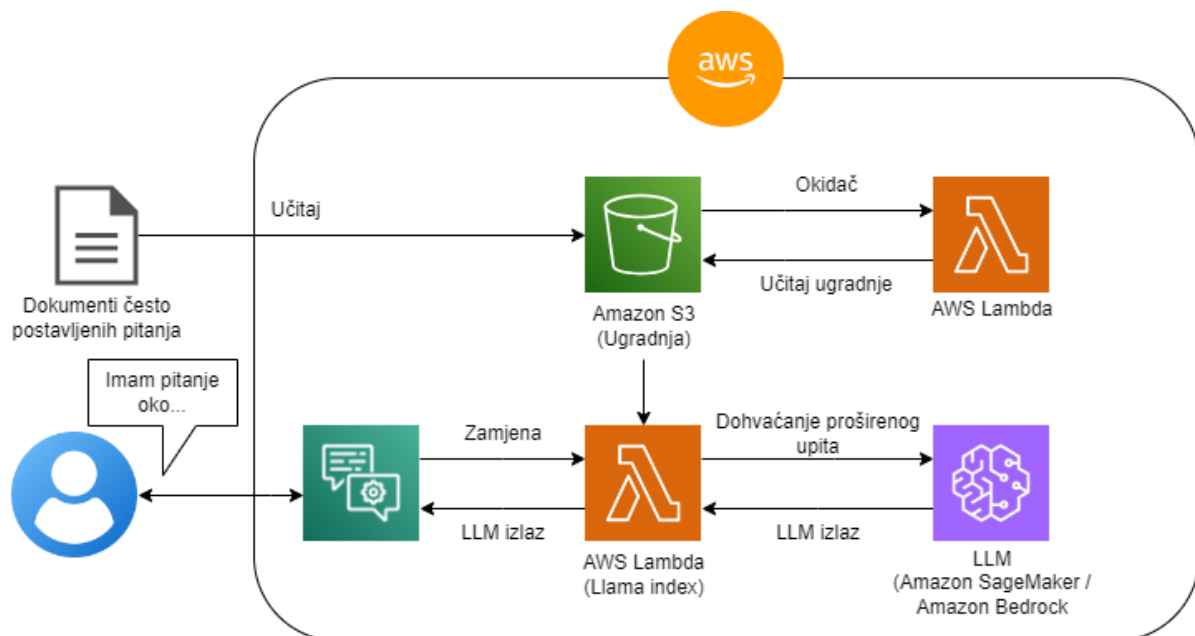 aws
Okidač
Učitaj
Učitaj ugradnje
Dokumenti često
postavljenih pitanja
Amazon S3
(Ugradnja)
AWS Lambda
Imam pitanje
oko...
Zamjena
Dohvaćanje proširenog
upita
LLM izlaz
LLM izlaz
AWS Lambda
(Llama index)
LLM
(Amazon SageMaker /
Amazon Bedrock